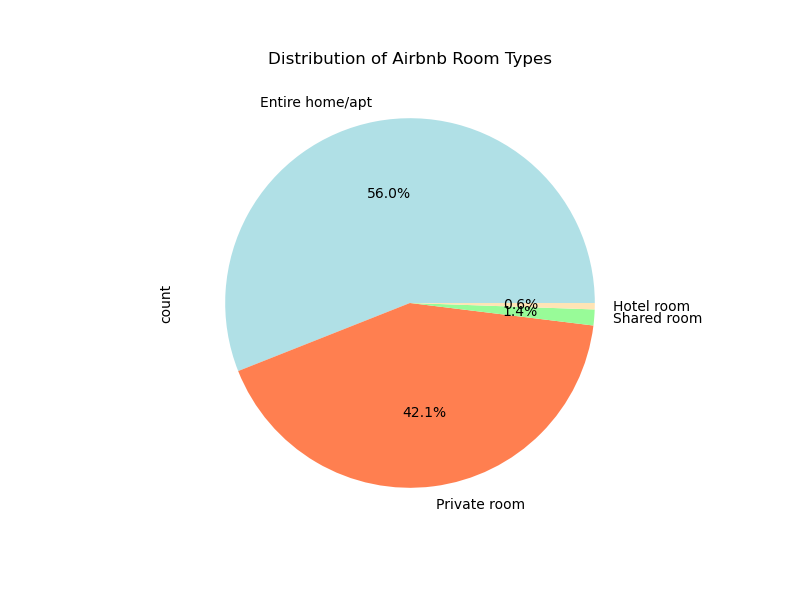 Distribution of Airbnb Room Types
Entire home/apt
56.0%
count
0.6%
Hotel room
1.4%
Shared room
42.1%
Private room